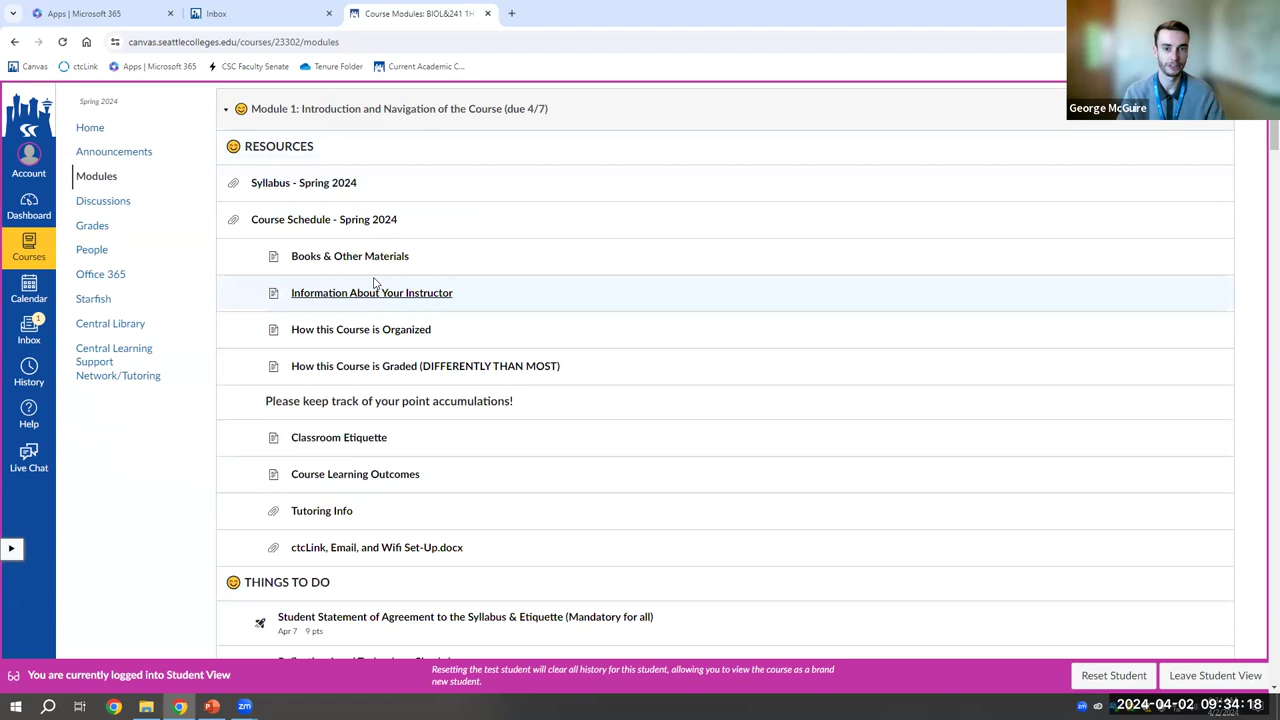 Apps | Microsoft 365
Inbox
Course Modules: BIOL&241 1H
canvas.seattlecolleges.edu/courses/23302/modules
Canvas
ctcLink
Apps | Microsoft 365
CSC Faculty Senate
Tenure Folder
Current Academic C...
George McGuire
Account
Dashboard
Courses
Calendar
1
Inbox
History
Help
Live Chat
Spring 2024
Home
Announcements
Modules
Discussions
Grades
People
Office 365
Starfish
Central Library
Central Learning
Support
Network/Tutoring
Module 1: Introduction and Navigation of the Course (due 4/7)
RESOURCES
Syllabus - Spring 2024
Course Schedule - Spring 2024
Books & Other Materials
Information About Your Instructor
How this Course is Organized
How this Course is Graded (DIFFERENTLY THAN MOST)
Please keep track of your point accumulations!
Classroom Etiquette
Course Learning Outcomes
Tutoring Info
ctcLink, Email, and Wifi Set-Up.docx
THINGS TO DO
Student Statement of Agreement to the Syllabus & Etiquette (Mandatory for all)
Apr 7 9 pts
You are currently logged into Student View
Resetting the test student will clear all history for this student, allowing you to view the course as a brand
new student.
Reset Student
Leave Student View
2024-04-02 09:34:18